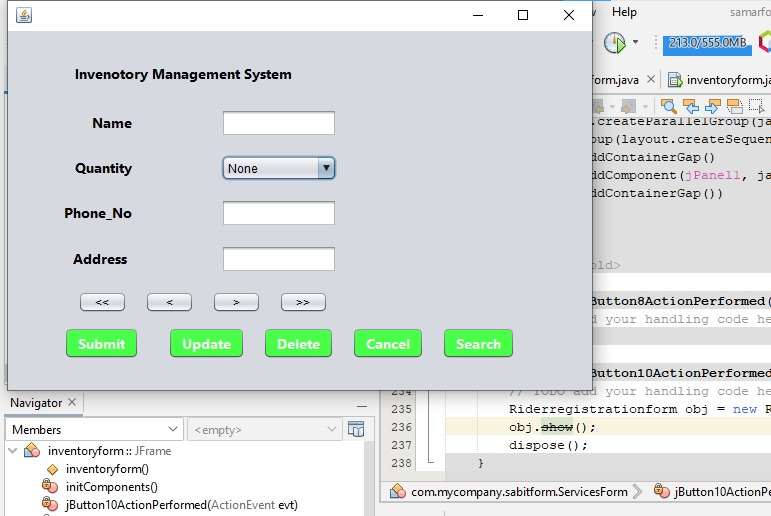 v Help
samarfo
213.0/555.0MB
orm.java
inventoryform.ja
Invenotory Management System
Name
Quantity
None
Phone_No
Address
<<
<
>
>>
Submit
Update
Delete
Cancel
Search
.createParallelGroup(ja
oup(layout.createSequen
ddContainerGap()
ddComponent(jPanel1, ja
ddContainerGap())
old>
Button8ActionPerformed(
d your handling code he
Button10ActionPerformed
234 // TODO add your handling code he
235 Riderregistrationform obj = new R
236 obj.show();
237 dispose();
238 }
com.mycompany.sabitform.ServicesForm
jButton10ActionPe
Navigator
Members
<empty>
inventoryform :: JFrame
inventoryform()
initComponents()
jButton10ActionPerformed(ActionEvent evt)